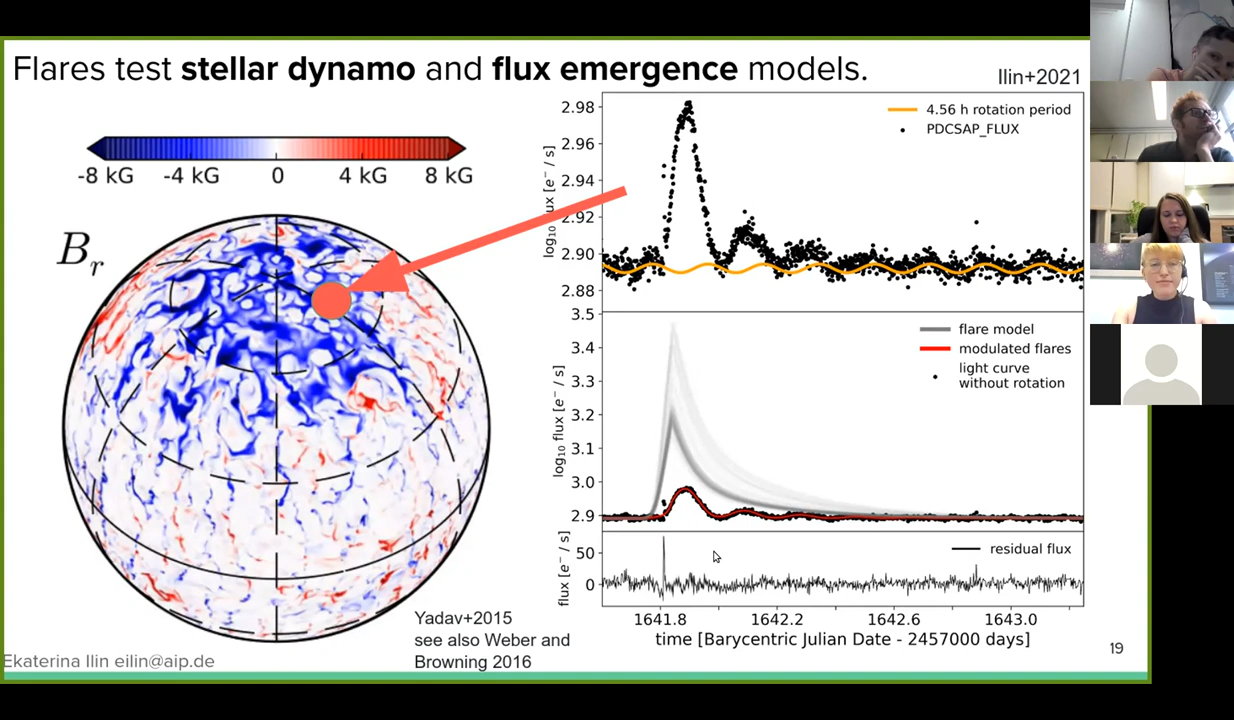 Flares test stellar dynamo and flux emergence models.
Ilin+2021
-8 kG -4 kG 0 4 kG 8 kG
Br
2.98
2.96
2.94
2.92
2.90
2.88
log10 flux [e− / s]
4.56 h rotation period
PDCSAP_FLUX
3.5
3.4
3.3
3.2
3.1
3.0
2.9
log10 flux [e− / s]
flare model
modulated flares
light curve
without rotation
50
0
flux [e− / s]
residual flux
1641.8 1642.2 1642.6 1643.0
time [Barycentric Julian Date - 2457000 days]
Yadav+2015
see also Weber and
Browning 2016
Ekaterina Ilin eilin@aip.de
19